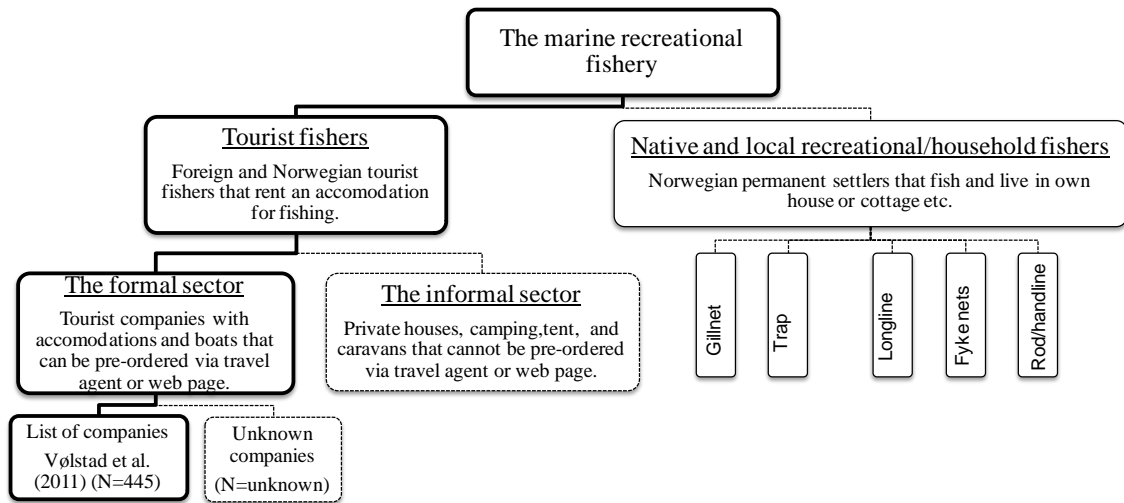 The marine recreational
fishery
Tourist fishers
Foreign and Norwegian tourist
fishers that rent an accomodation
for fishing.
Native and local recreational/household fishers
Norwegian permanent settlers that fish and live in own
house or cottage etc.
The formal sector
Tourist companies with
accomodations and boats that
can be pre-ordered via travel
agent or web page.
The informal sector
Private houses, camping,tent, and
caravans that cannot be pre-ordered
via travel agent or web page.
Gillnet
Trap
Longline
Fykenets
Rod/handline
List of companies
Vølstad et al.
(2011) (N=445)
Unknown
companies
(N=unknown)